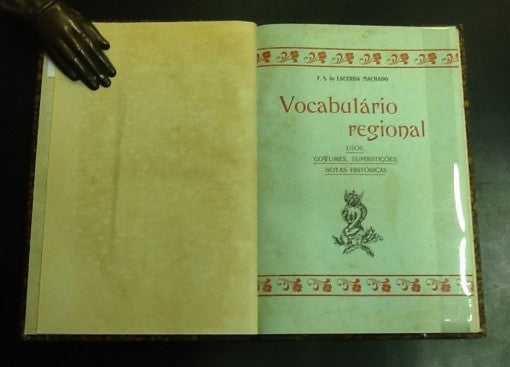 F. S. de LACERDA MACHADO
Vocabulário
regional
USOS,
COSTUMES, SUPERSTIÇÕES,
NOTAS HISTÓRICAS